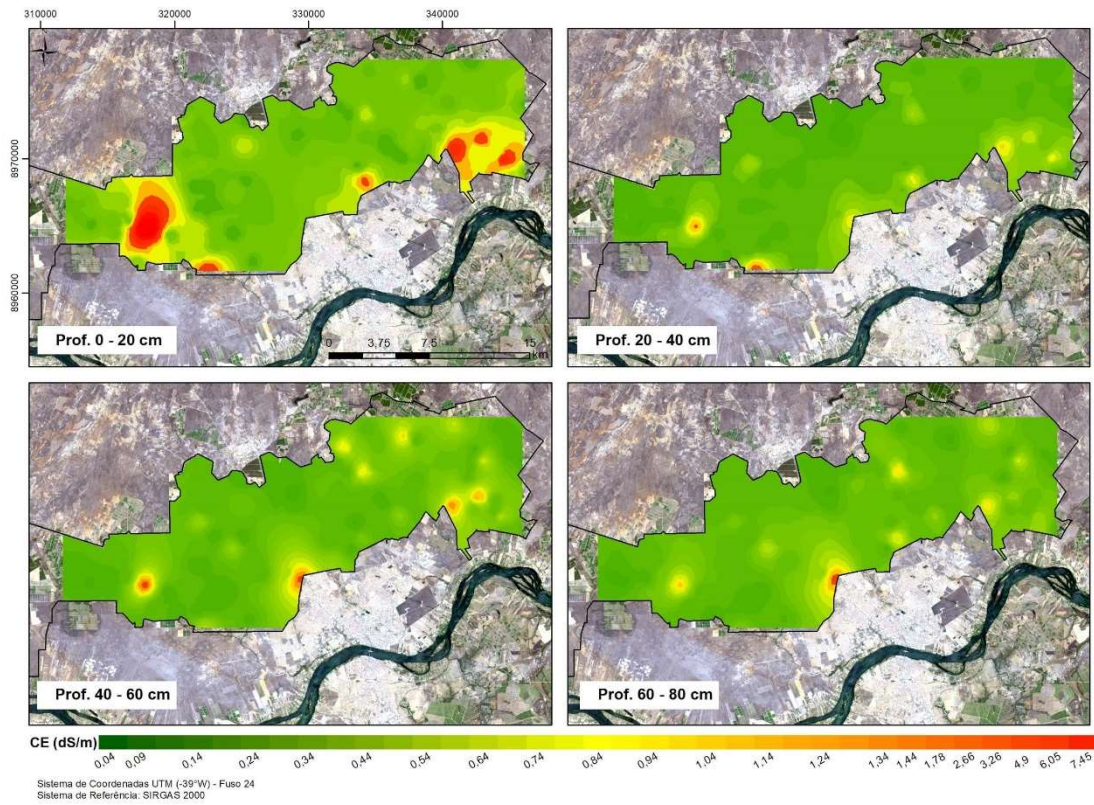 310000 320000 330000 340000
8970000
8960000
0 3,75 7,5 15
km
Prof. 0 - 20 cm
Prof. 20 - 40 cm
Prof. 40 - 60 cm
Prof. 60 - 80 cm
CE (dS/m)
0.04 0.09 0.14 0.24 0.34 0.44 0.54 0.64 0.74 0.84 0.94 1.04 1.14 1.24 1.34 1.44 1.78 2.66 3.26 4.9 6.05 7.45
Sistema de Coordenadas UTM (-39°W) - Fuso 24
Sistema de Referência: SIRGAS 2000